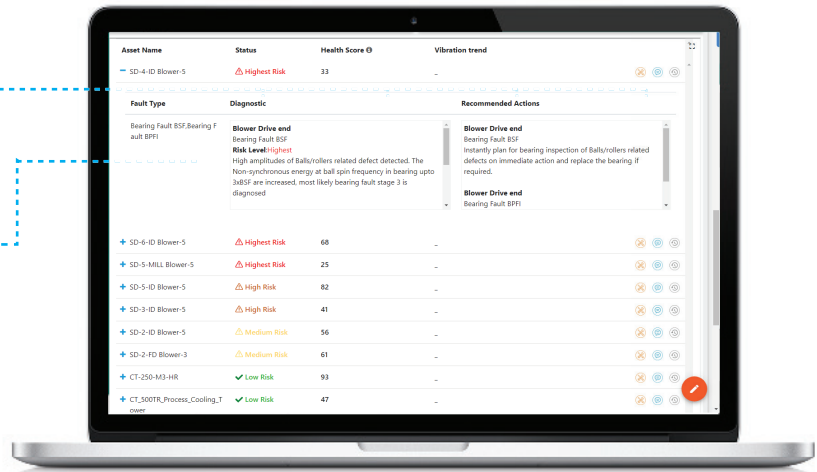 Asset Name Status Health Score Vibration trend
SD-4-ID Blower-5 Highest Risk 33 _
Fault Type Diagnostic Recommended Actions
Bearing Fault BSF,Bearing F
ault BPFI
Blower Drive end
Bearing Fault BSF
Risk Level:Highest
High amplitudes of Balls/rollers related defect detected. The
Non-synchronous energy at ball spin frequency in bearing upto
3xBSF are increased, most likely bearing fault stage 3 is
diagnosed
Blower Drive end
Bearing Fault BSF
Instantly plan for bearing inspection of Balls/rollers related
defects on immediate action and replace the bearing if
required.
Blower Drive end
Bearing Fault BPFI
SD-6-ID Blower-5 Highest Risk 68 _
SD-5-MILL Blower-5 Highest Risk 25 _
SD-5-ID Blower-5 High Risk 82 _
SD-3-ID Blower-5 High Risk 41 _
SD-2-ID Blower-5 Medium Risk 56 _
SD-2-FD Blower-3 Medium Risk 61 _
CT-250-M3-HR Low Risk 93 _
CT_500TR_Process_Cooling_T Low Risk 47 _
ower